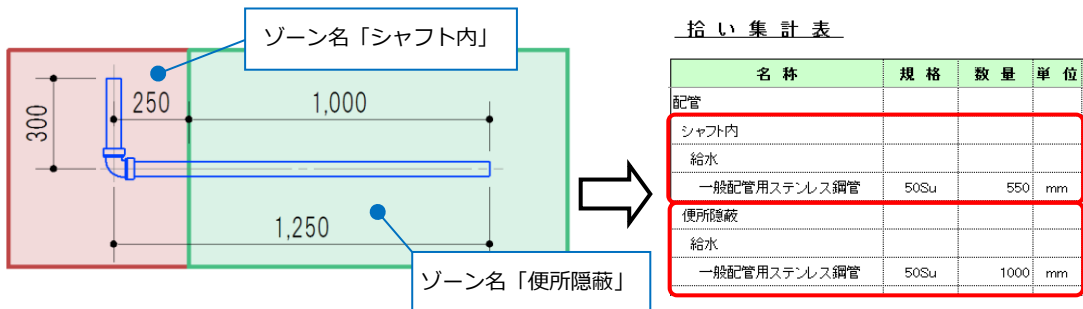 ゾーン名「シャフト内」
250
1,000
300
1,250
ゾーン名「便所隠蔽」
拾い集計表
名称 規格 数量 単位
配管
シャフト内
給水
一般配管用ステンレス鋼管 50Su 550 mm
便所隠蔽
給水
一般配管用ステンレス鋼管 50Su 1000 mm